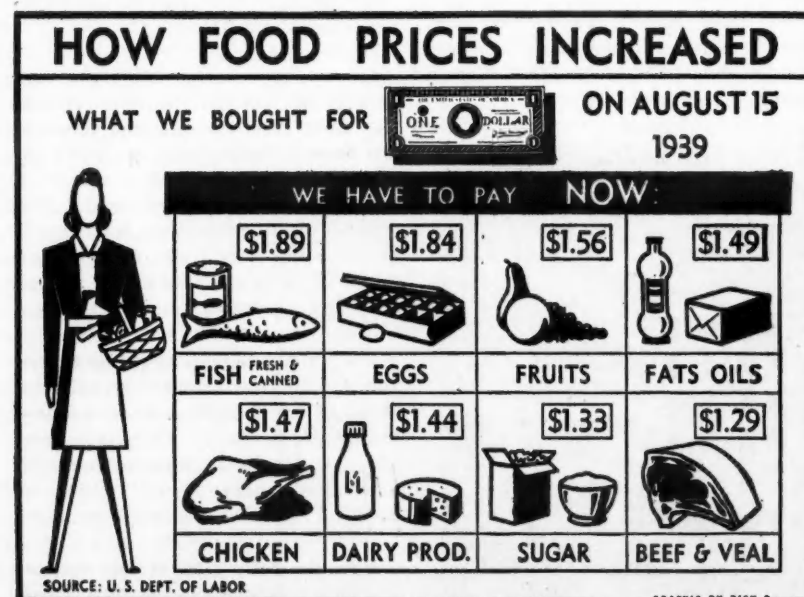 HOW FOOD PRICES INCREASED
WHAT WE BOUGHT FOR
ONE DOLLAR
ON AUGUST 15
1939
WE HAVE TO PAY NOW:
$1.89 $1.84 $1.56 $1.49
FISH FRESH & CANNED EGGS FRUITS FATS OILS
$1.47 $1.44 $1.33 $1.29
CHICKEN DAIRY PROD. SUGAR BEEF & VEAL
SOURCE: U. S. DEPT. OF LABOR